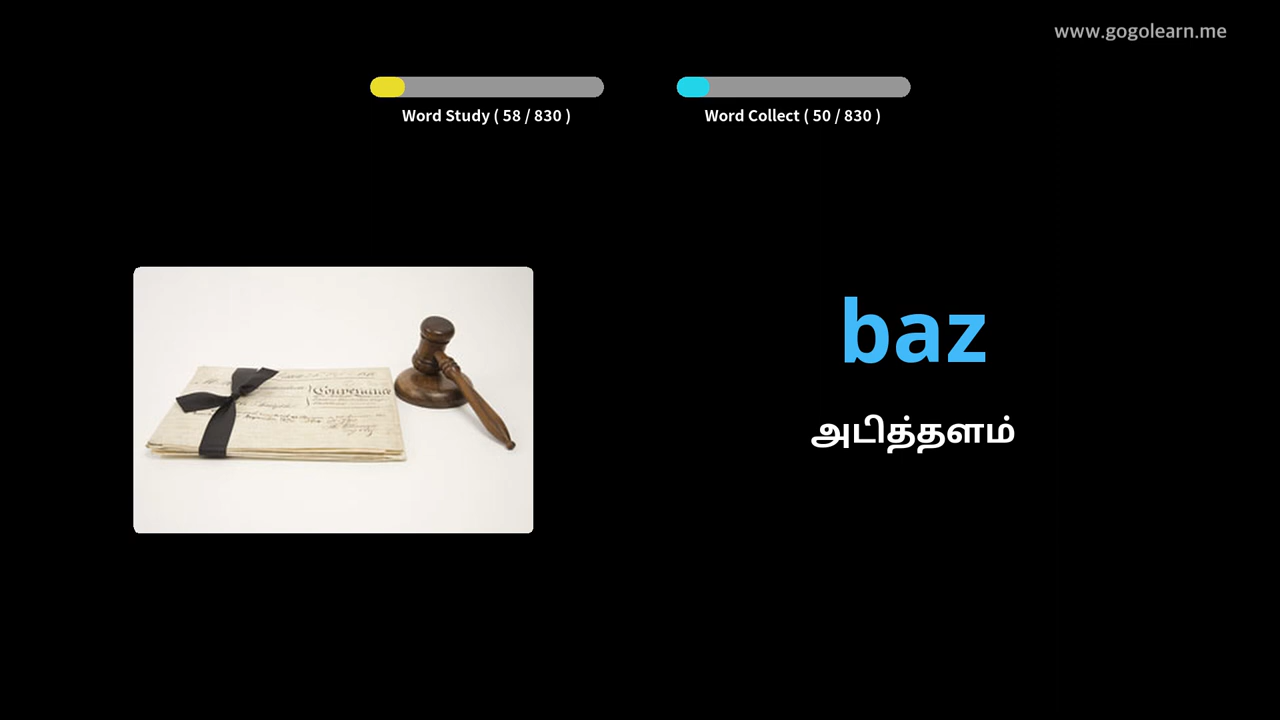 www.gogolearn.me
Word Study ( 58 / 830 )
Word Collect ( 50 / 830 )
baz
அடித்தளம்